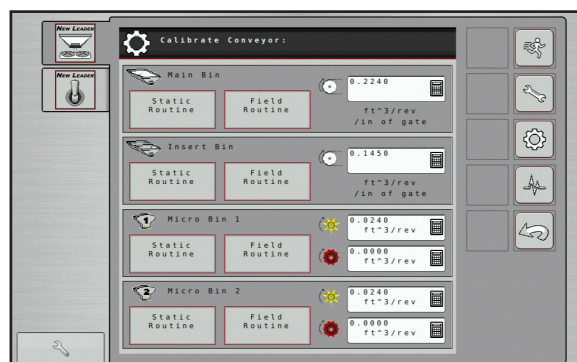 NEW LEADER
Calibrate Conveyor:
NEW LEADER
Main Bin
0.2240
Static Routine
Field Routine
ft^3/rev
/in of gate
Insert Bin
0.1450
Static Routine
Field Routine
ft^3/rev
/in of gate
1 Micro Bin 1
0.0240
ft^3/rev
Static Routine
Field Routine
0.0000
ft^3/rev
2 Micro Bin 2
0.0240
ft^3/rev
Static Routine
Field Routine
0.0000
ft^3/rev